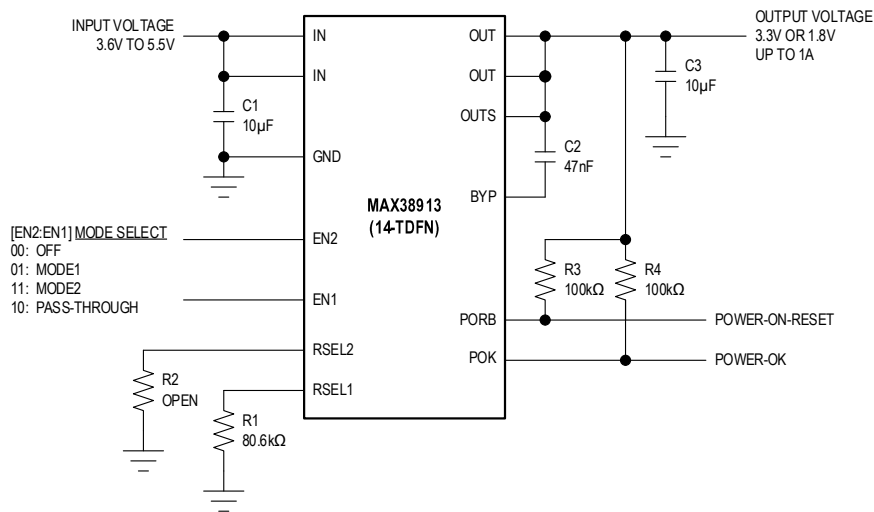 INPUT VOLTAGE
3.6V TO 5.5V
IN
IN
C1
10µF
GND
[EN2:EN1] MODE SELECT
00: OFF
01: MODE1
11: MODE2
10: PASS-THROUGH
EN2
EN1
RSEL2
RSEL1
R2
OPEN
R1
80.6kΩ
MAX38913
(14-TDFN)
OUT
OUT
OUTS
BYP
PORB
POK
C2
47nF
C3
10µF
OUTPUT VOLTAGE
3.3V OR 1.8V
UP TO 1A
R3
100kΩ
R4
100kΩ
POWER-ON-RESET
POWER-OK